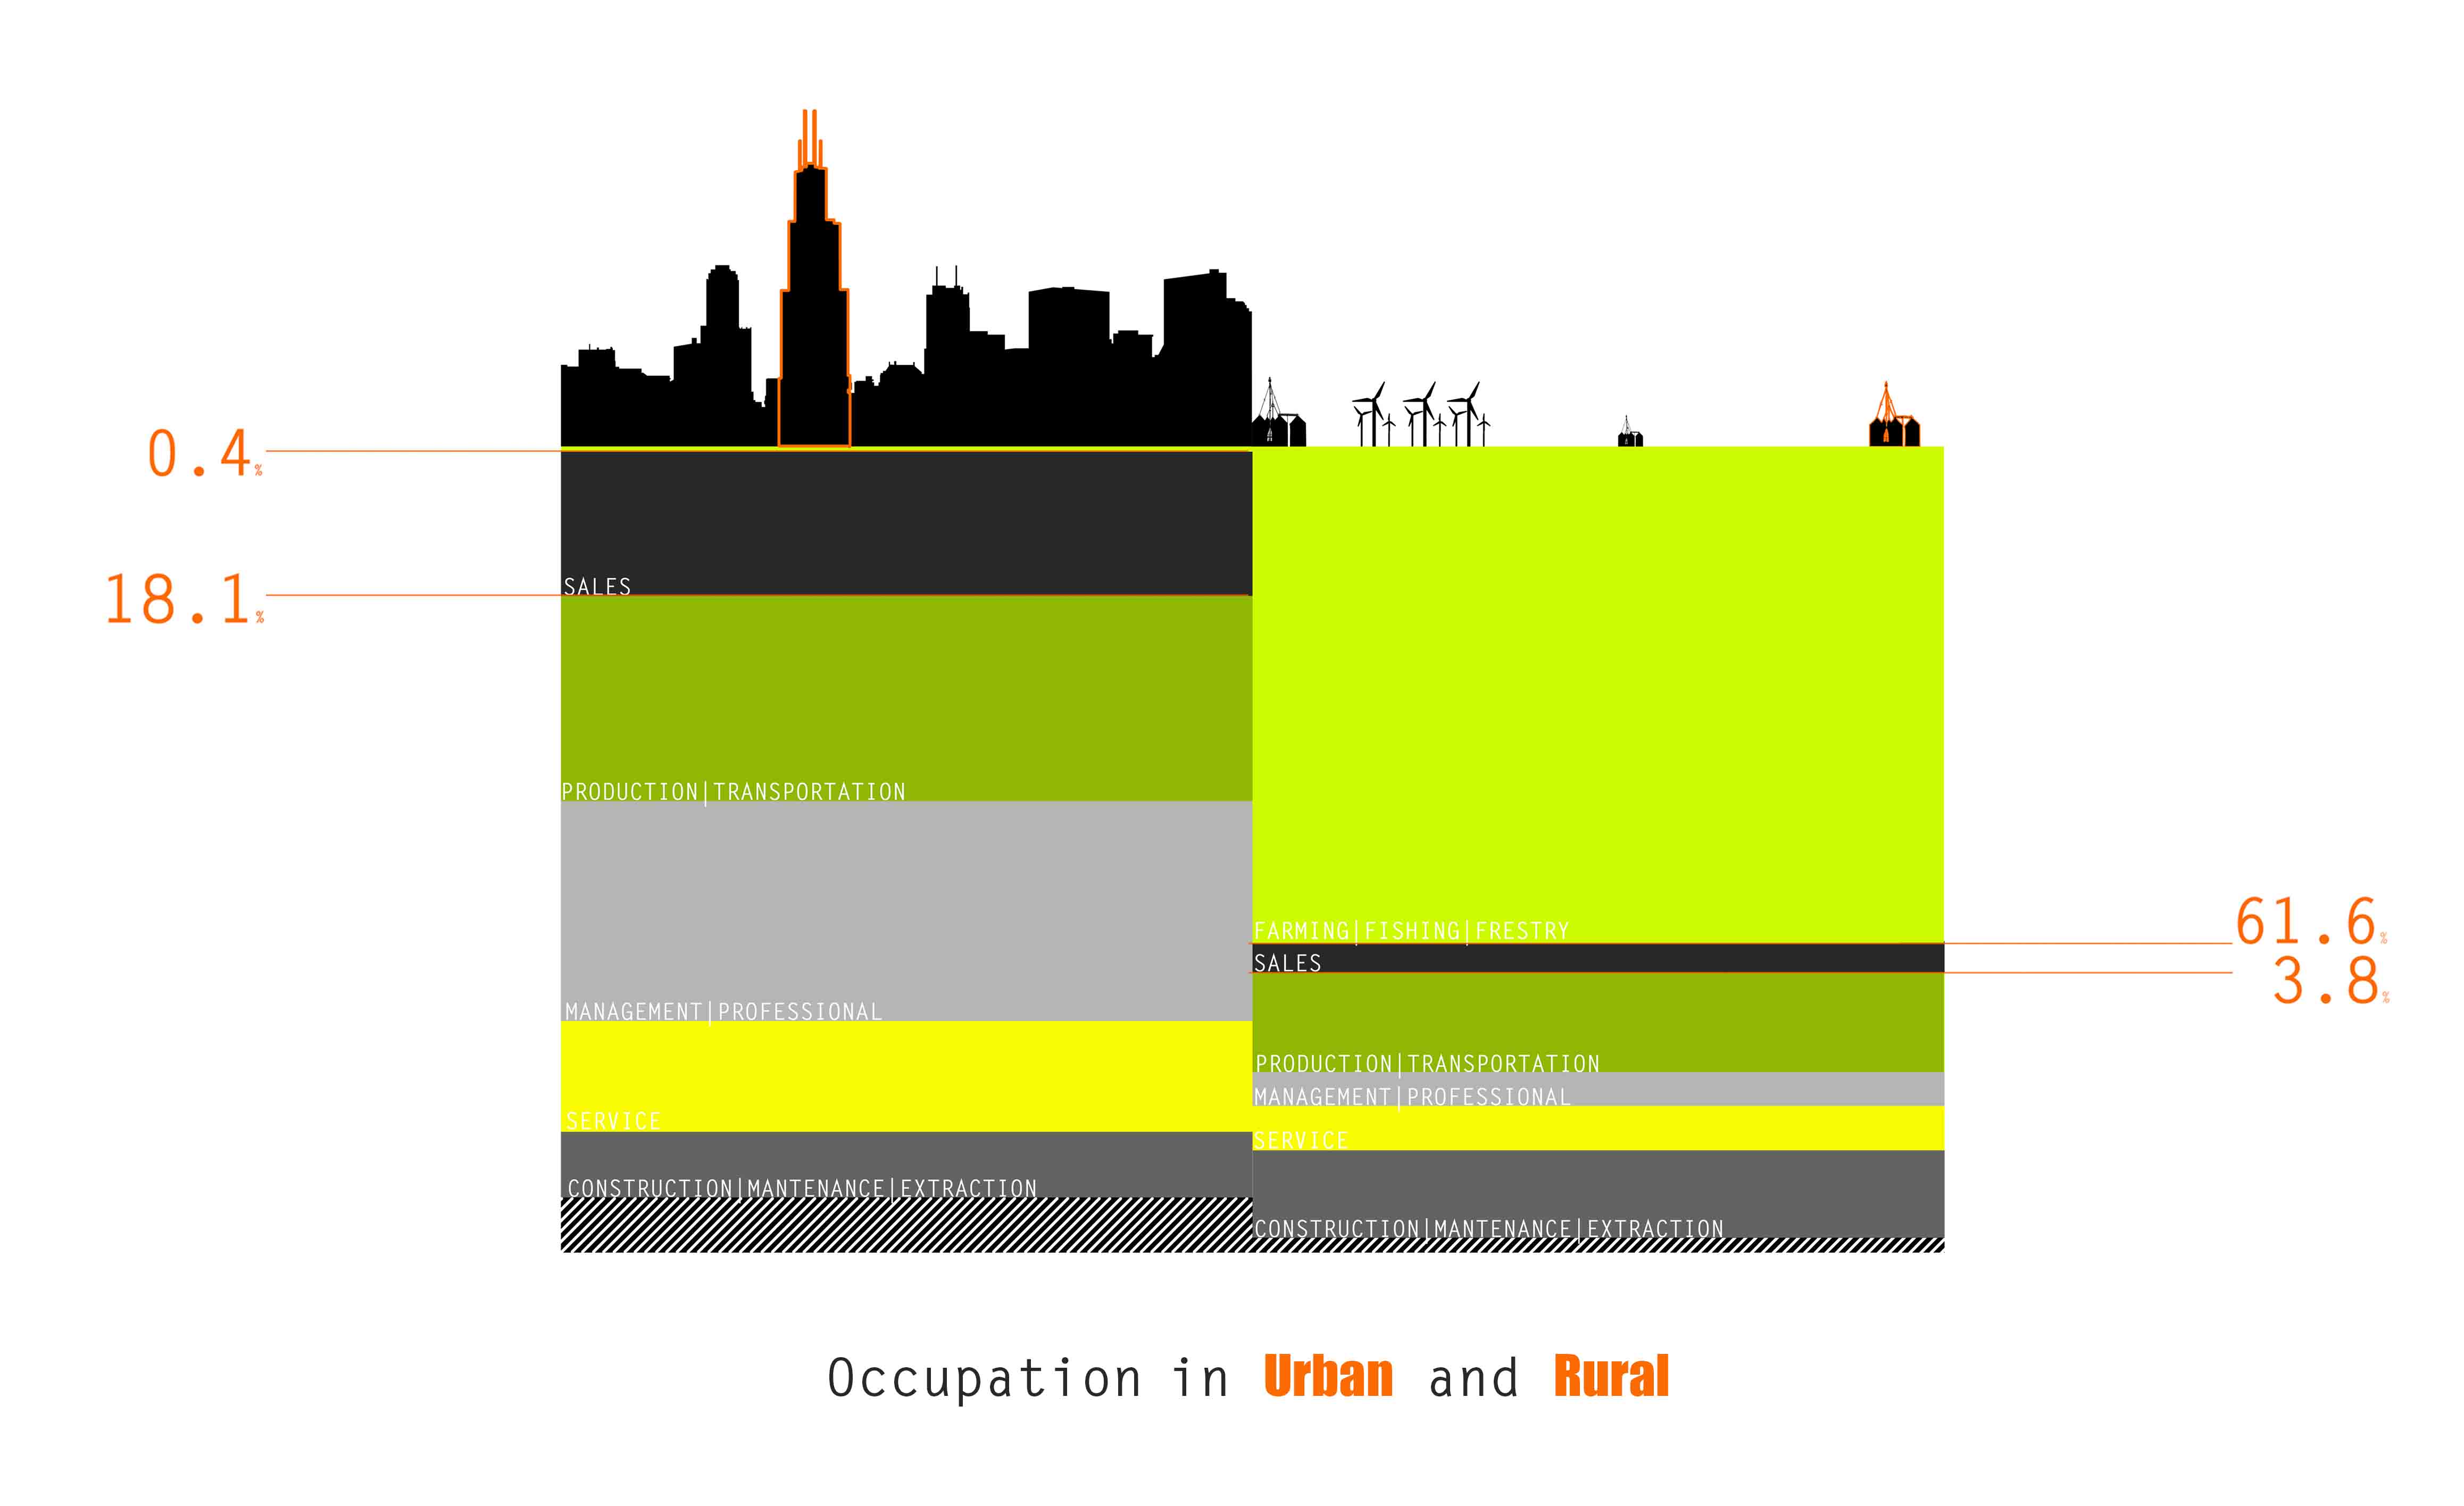 0.4%
18.1%
SALES
PRODUCTION|TRANSPORTATION
MANAGEMENT|PROFESSIONAL
SERVICE
CONSTRUCTION|MANTENANCE|EXTRACTION
FARMING|FISHING|FRESTRY
SALES
PRODUCTION|TRANSPORTATION
MANAGEMENT|PROFESSIONAL
SERVICE
CONSTRUCTION|MANTENANCE|EXTRACTION
61.6%
3.8%
Occupation in Urban and Rural